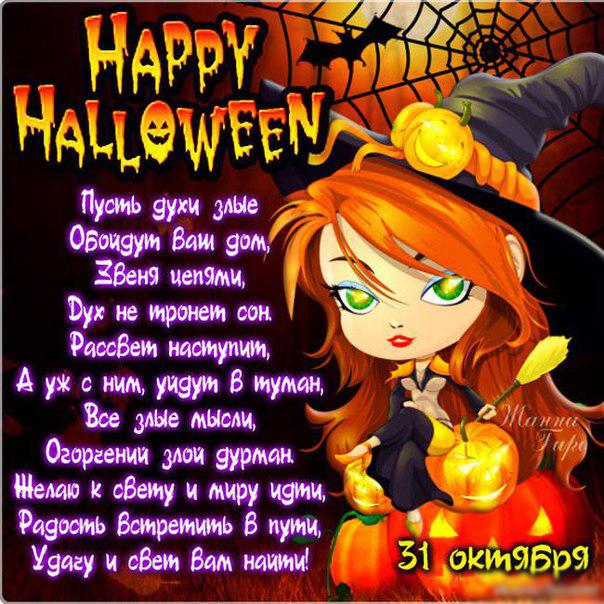 HAPPY
HALLOWEEN
Пусть духи злые
Обойдут Ваш дом,
Звеня цепями,
Дух не тронет сон.
Рассвет наступит,
А уж с ним, уйдут в туман,
Все злые мысли,
Огорчений злой дурман.
Желаю к свету и миру идти,
Радость встретить в пути,
Удачу и свет Вам найти!
Жанна
Гаро
31 октября